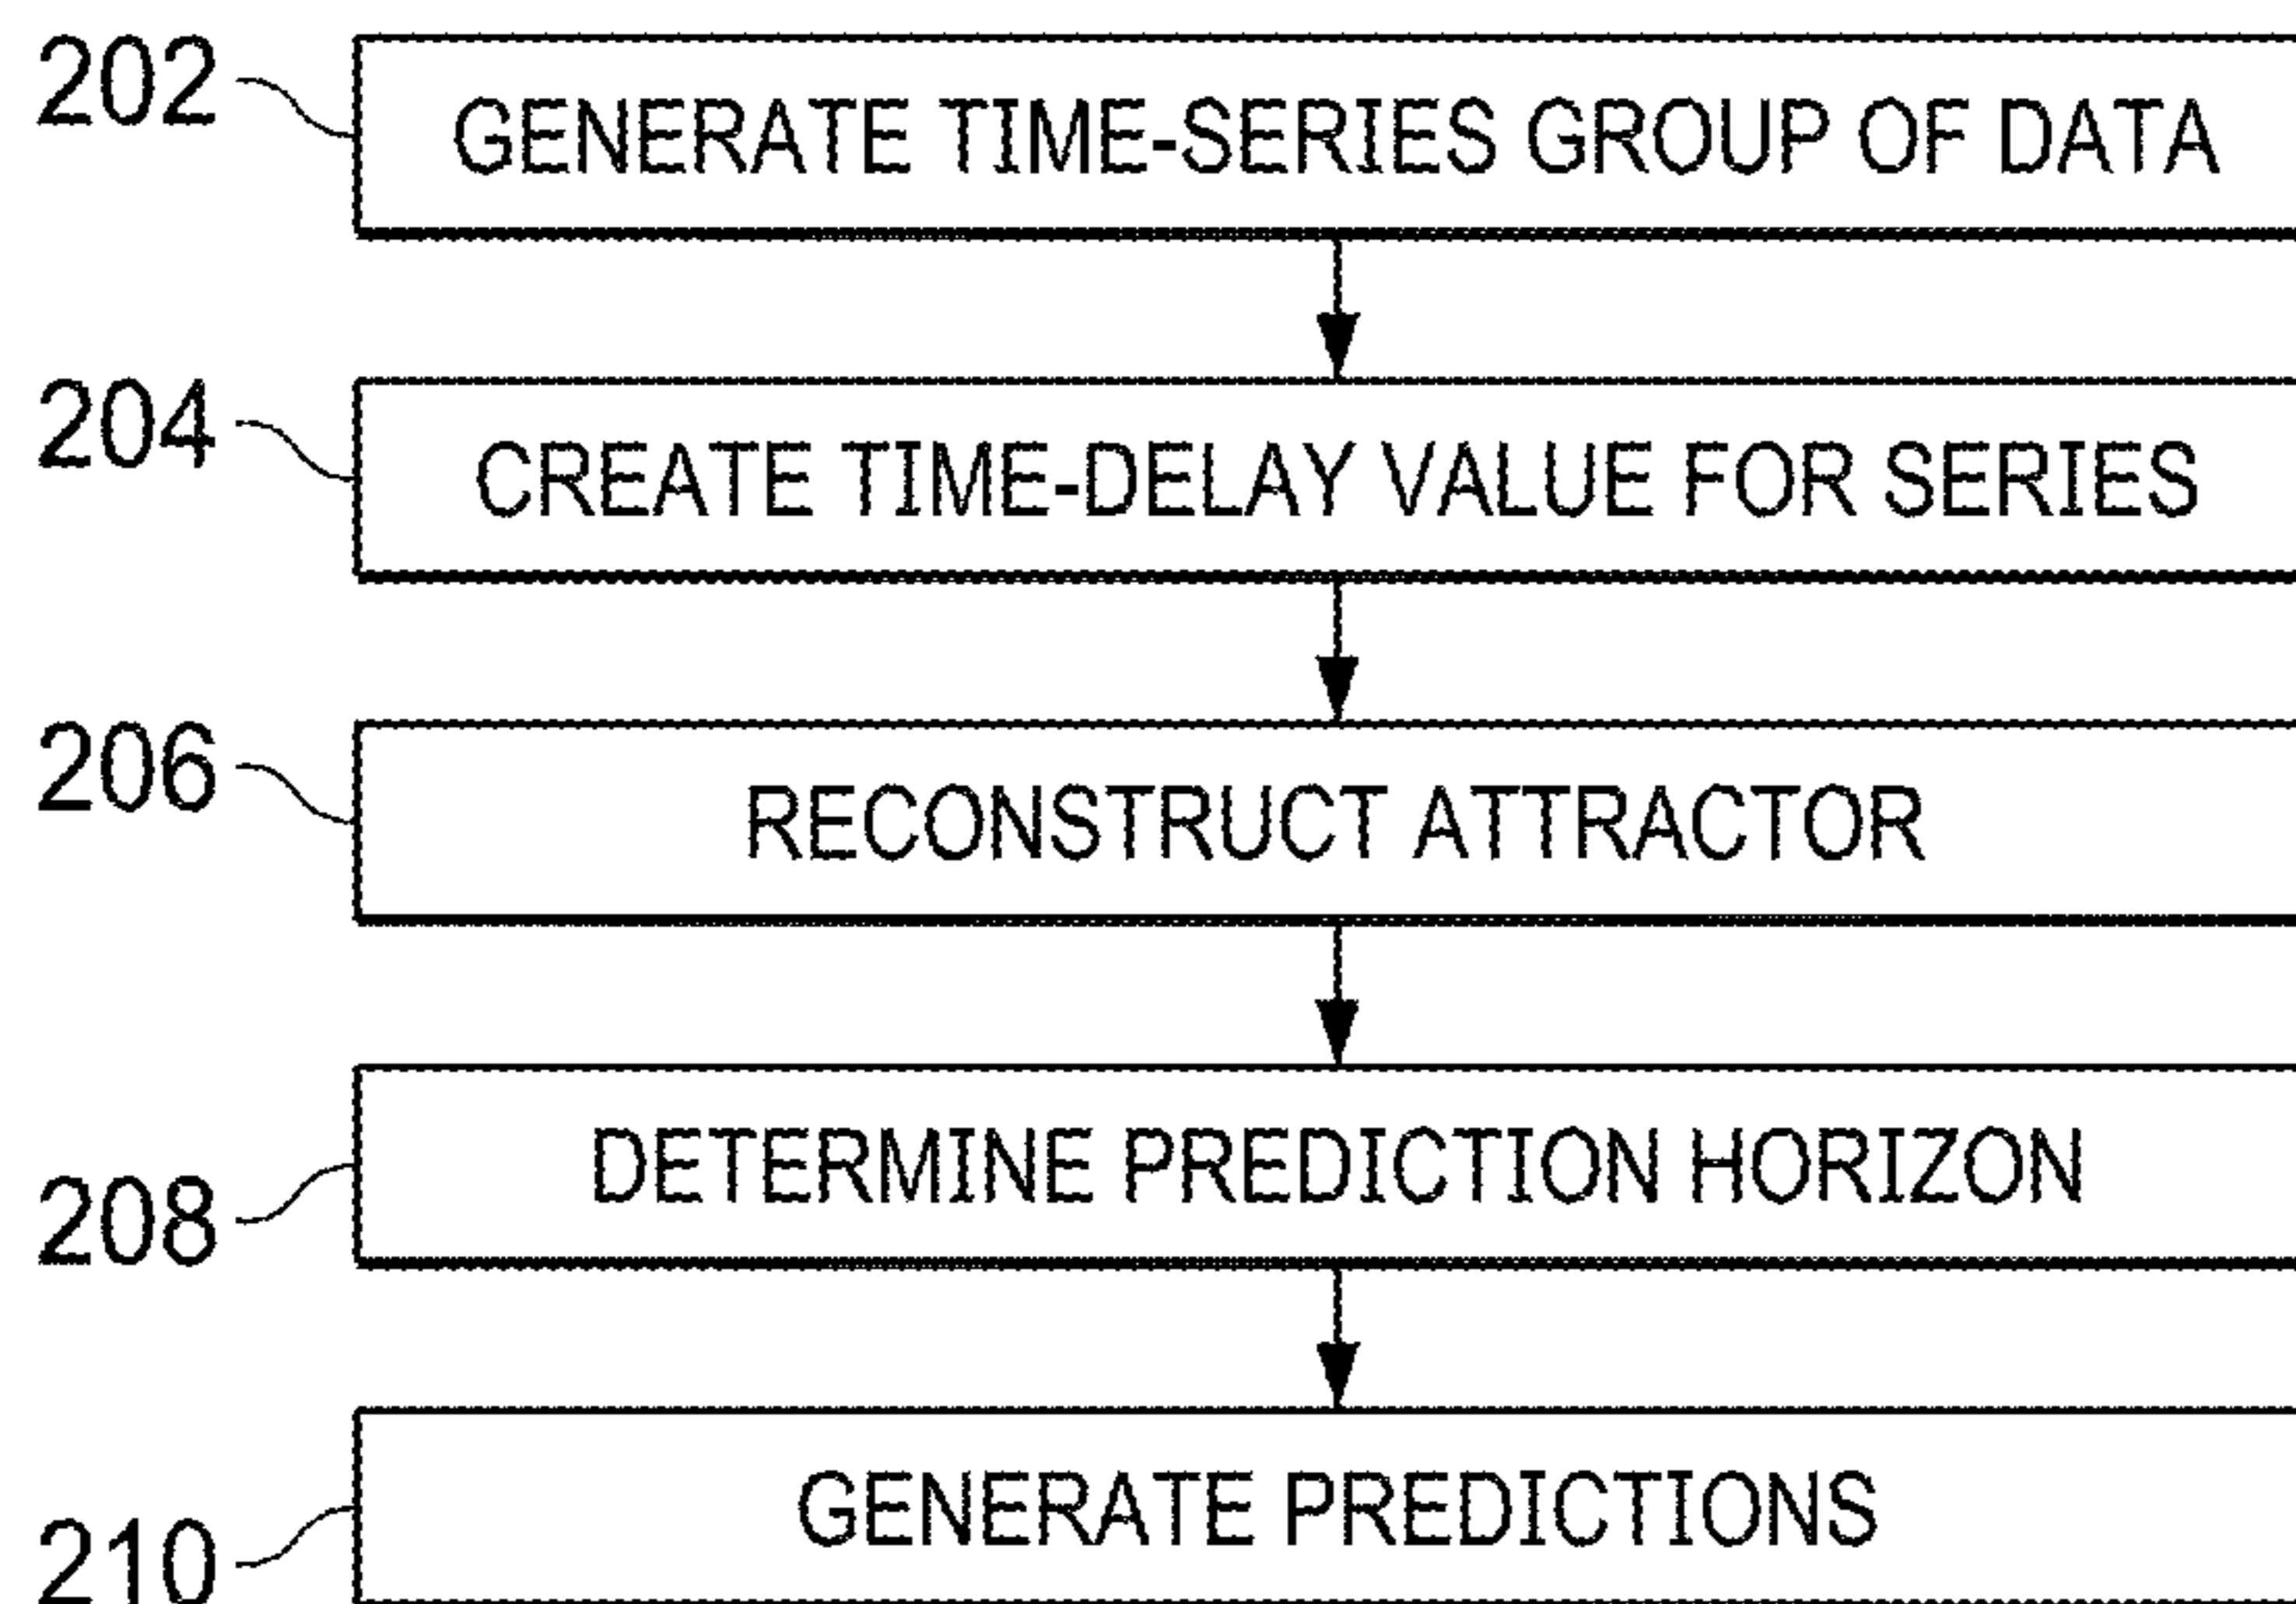 202
GENERATE TIME-SERIES GROUP OF DATA
204
CREATE TIME-DELAY VALUE FOR SERIES
206
RECONSTRUCT ATTRACTOR
208
DETERMINE PREDICTION HORIZON
210
GENERATE PREDICTIONS